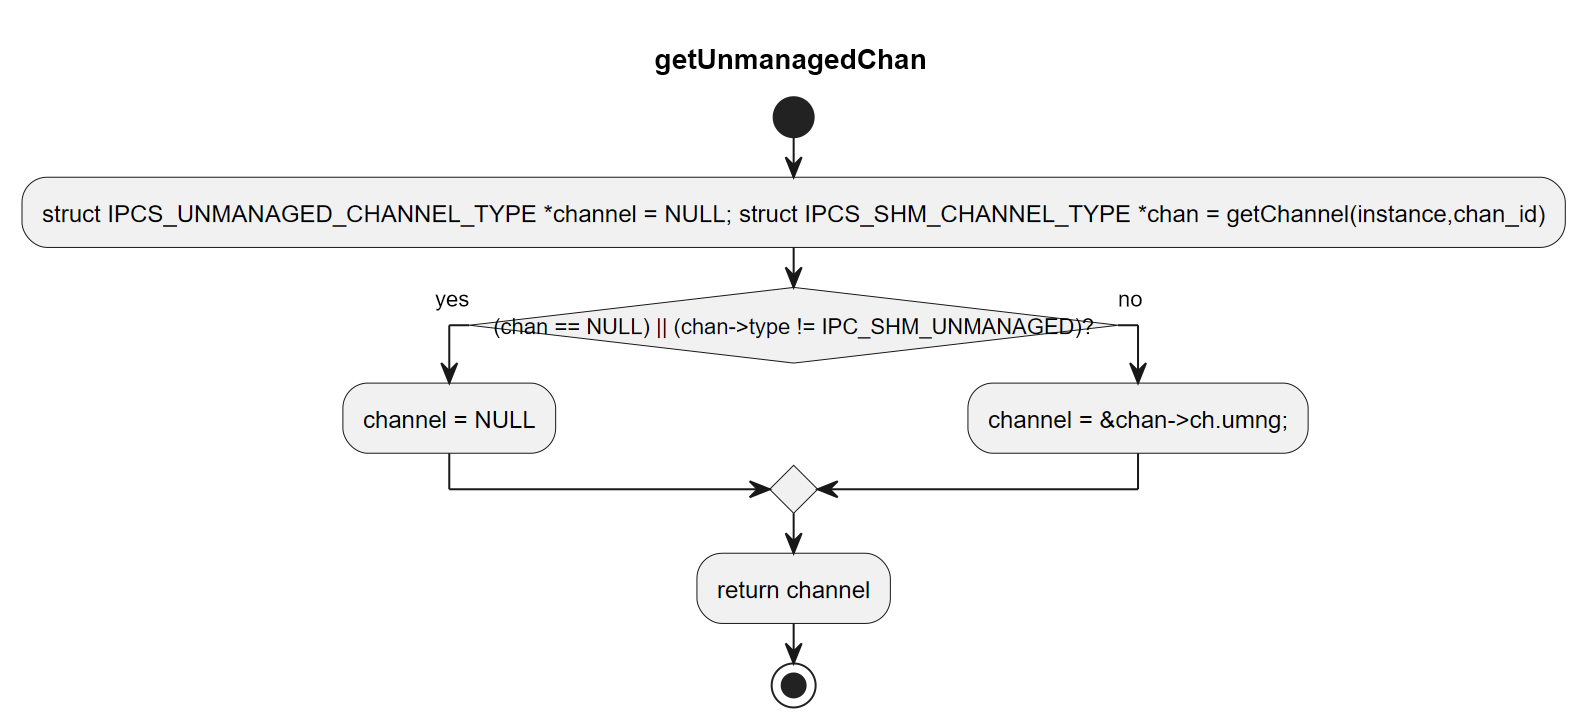 getUnmanagedChan
struct IPCS_UNMANAGED_CHANNEL_TYPE *channel = NULL; struct IPCS_SHM_CHANNEL_TYPE *chan = getChannel(instance,chan_id)
yes
(chan == NULL) || (chan->type != IPC_SHM_UNMANAGED)?
no
channel = NULL
channel = &chan->ch.umng;
return channel